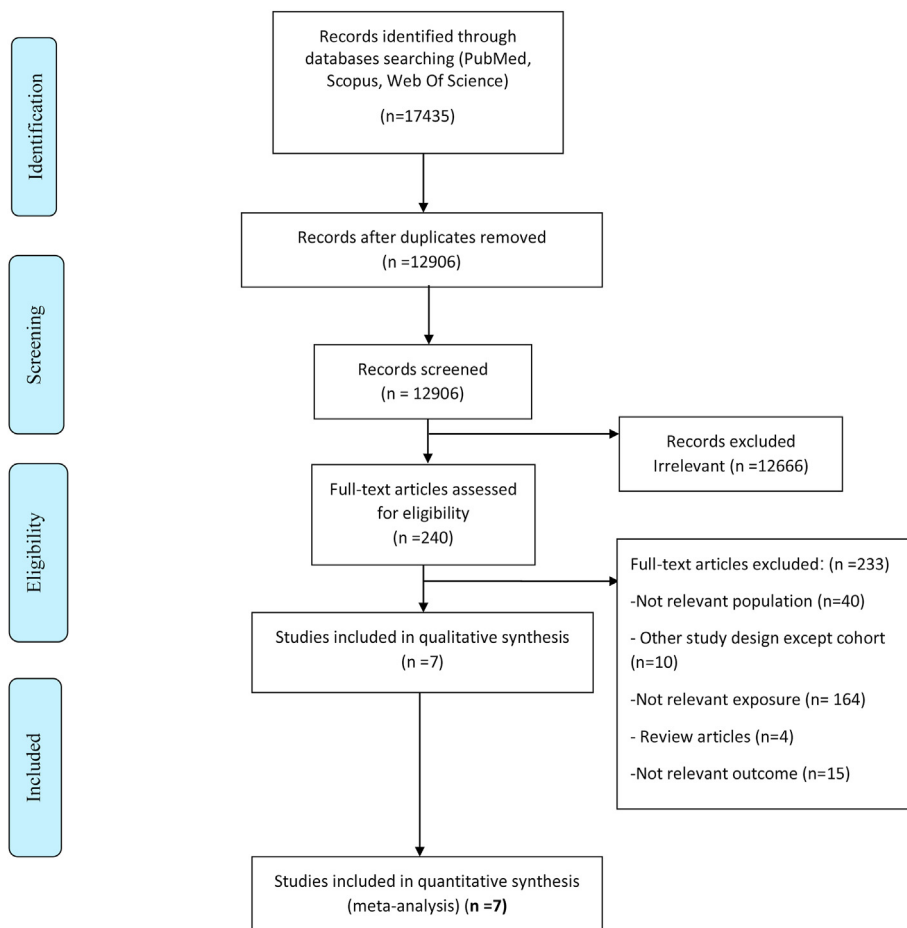 Records identified through
databases searching (PubMed,
Scopus, Web Of Science)
(n=17435)
Identification
Records after duplicates removed
(n =12906)
Screening
Records screened
(n = 12906)
Records excluded
Irrelevant (n =12666)
Eligibility
Full-text articles assessed
for eligibility
(n =240)
Full-text articles excluded: (n =233)
-Not relevant population (n=40)
- Other study design except cohort
(n=10)
-Not relevant exposure (n= 164)
- Review articles (n=4)
-Not relevant outcome (n=15)
Studies included in qualitative synthesis
(n =7)
Included
Studies included in quantitative synthesis
(meta-analysis) (n =7)